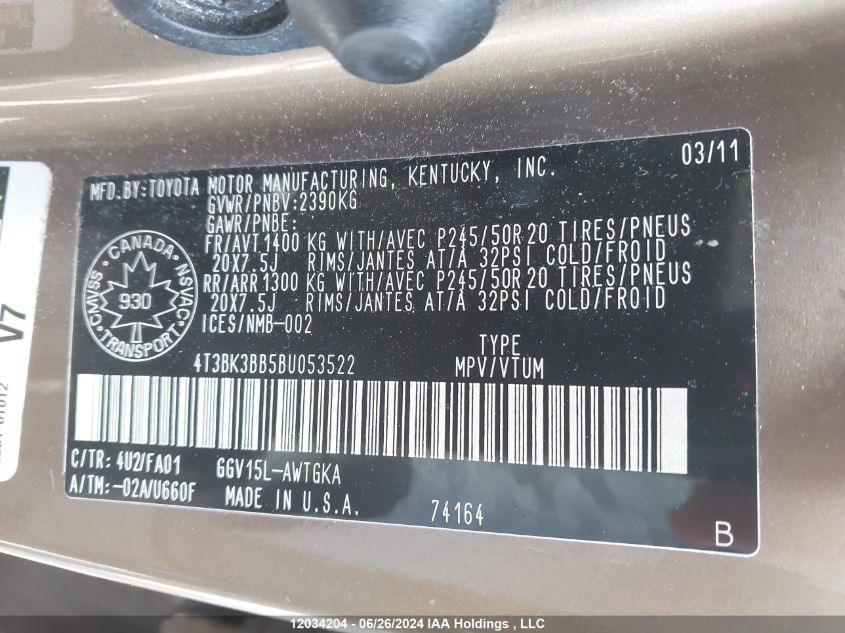 03/11
MFD.BY:TOYOTA MOTOR MANUFACTURING, KENTUCKY, INC.
GVWR/PNBV:2390KG
GAWR/PNBE:
FR/AVT1400 KG WITH/AVEC P245/50R20 TIRES/PNEUS
20X7.5J RIMS/JANTES AT/A 32PSI COLD/FROID
RR/ARR1300 KG WITH/AVEC P245/50R20 TIRES/PNEUS
20X7.5J RIMS/JANTES AT/A 32PSI COLD/FROID
ICES/NMB-002
CANADA
CMVSS
NSVAC
930
TRANSPORT
V7
4T3BK3BB5BU053522
TYPE
MPV/VTUM
C/TR: 4U2/FA01 GGV15L-AWTGKA
A/TM:-02A/U660F MADE IN U.S.A. 74164
B
12034204 - 06/26/2024 IAA Holdings , LLC